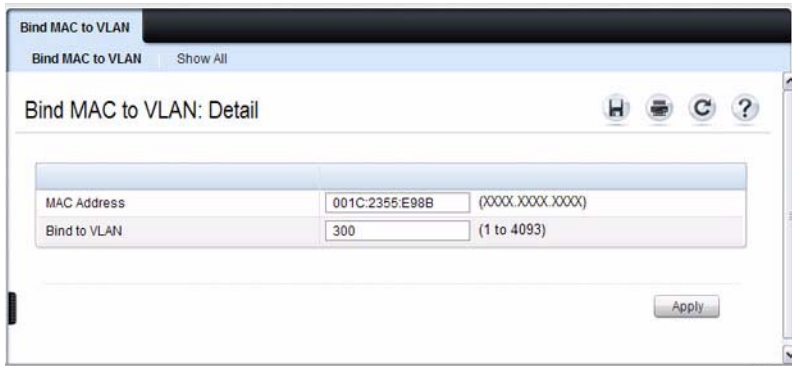 Bind MAC to VLAN
Bind MAC to VLAN Show All
Bind MAC to VLAN: Detail
MAC Address 001C:2355:E98B (XXXX.XXXX.XXXX)
Bind to VLAN 300 (1 to 4093)
Apply